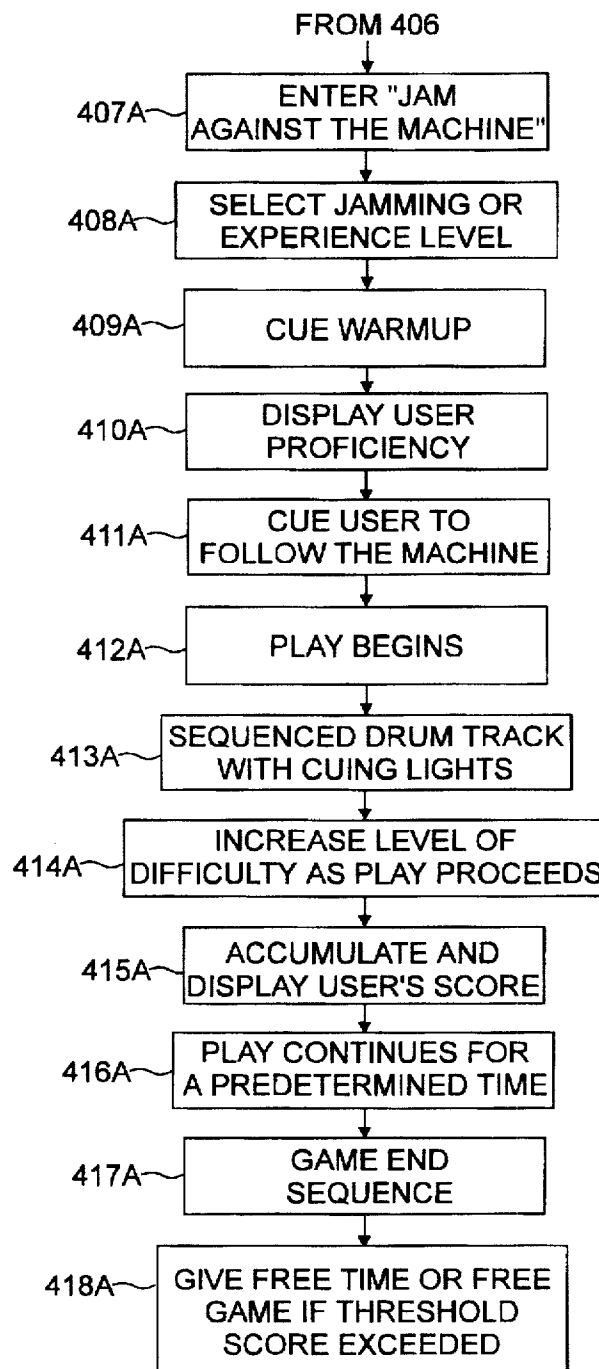 FROM 406
407A
ENTER "JAM
AGAINST THE MACHINE"
408A
SELECT JAMMING OR
EXPERIENCE LEVEL
409A
CUE WARMUP
410A
DISPLAY USER
PROFICIENCY
411A
CUE USER TO
FOLLOW THE MACHINE
412A
PLAY BEGINS
413A
SEQUENCED DRUM TRACK
WITH CUING LIGHTS
414A
INCREASE LEVEL OF
DIFFICULTY AS PLAY PROCEEDS
415A
ACCUMULATE AND
DISPLAY USER'S SCORE
416A
PLAY CONTINUES FOR
A PREDETERMINED TIME
417A
GAME END
SEQUENCE
418A
GIVE FREE TIME OR FREE
GAME IF THRESHOLD
SCORE EXCEEDED